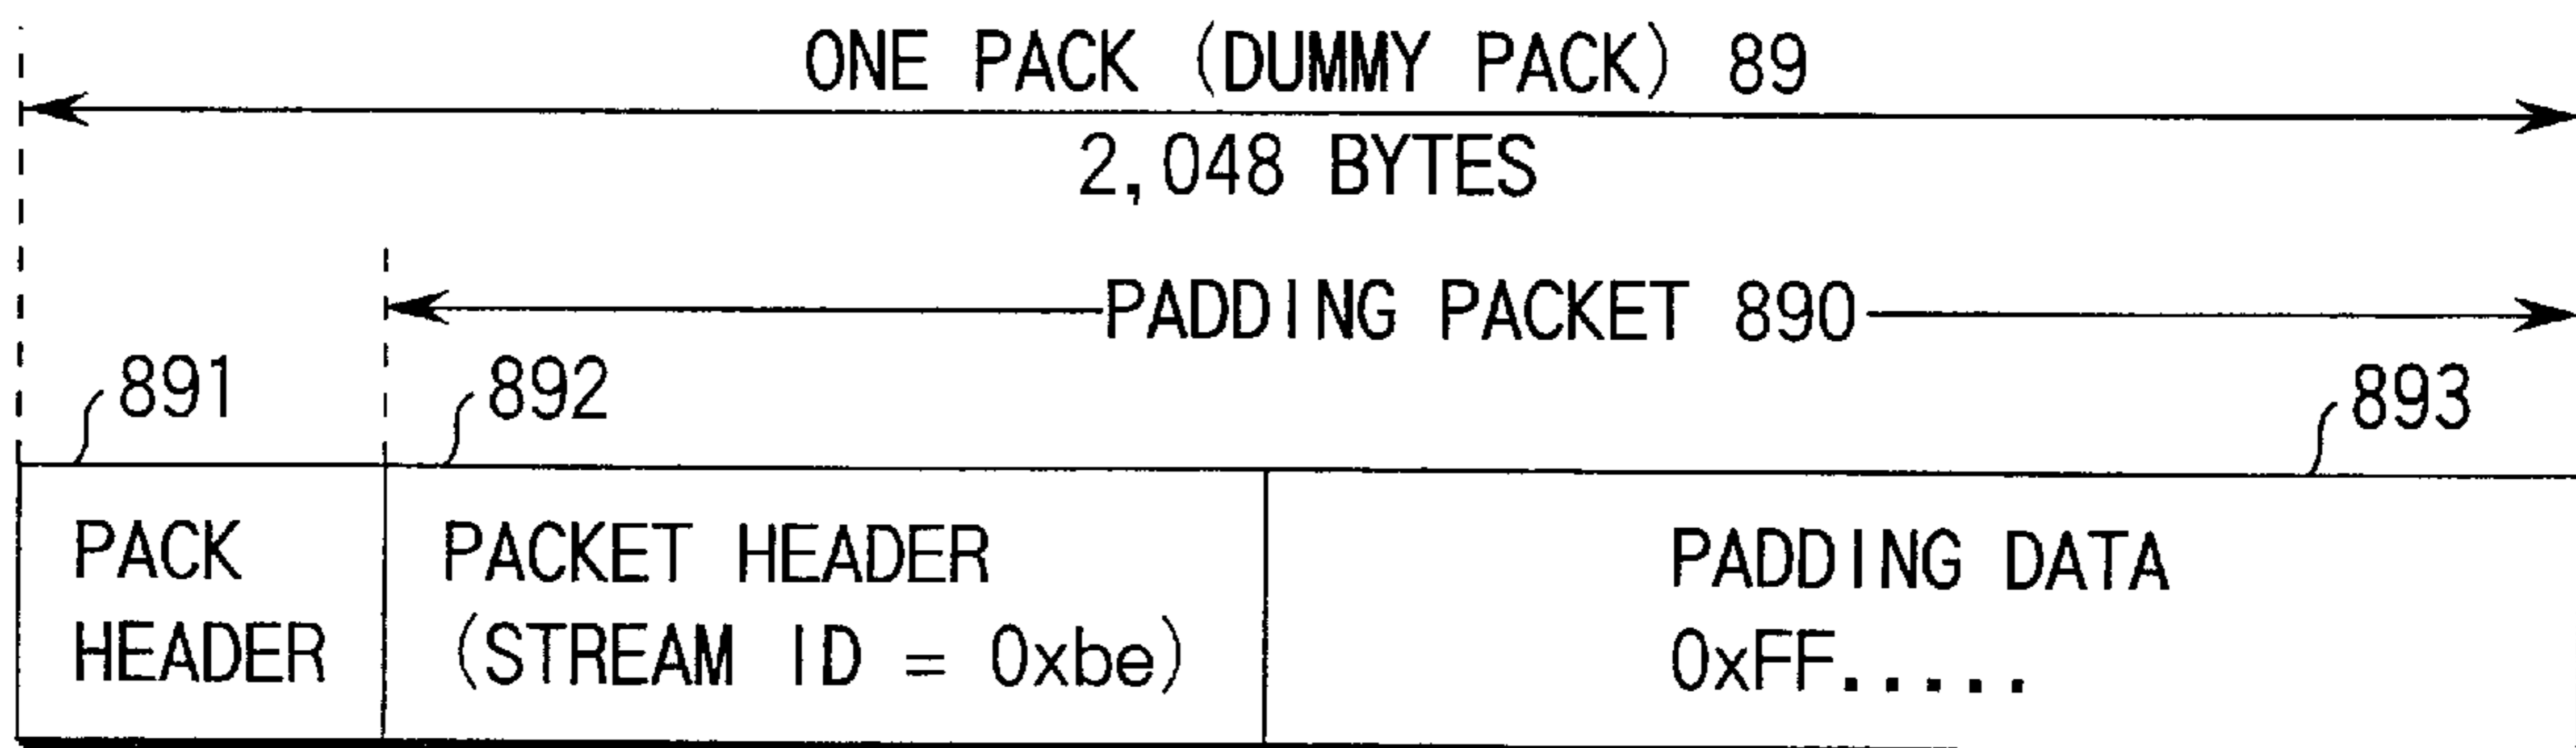 ONE PACK (DUMMY PACK) 89
2,048 BYTES
PADDING PACKET 890
891
892
893
PACK
HEADER
PACKET HEADER
(STREAM ID = 0xbe)
PADDING DATA
0xFF.....